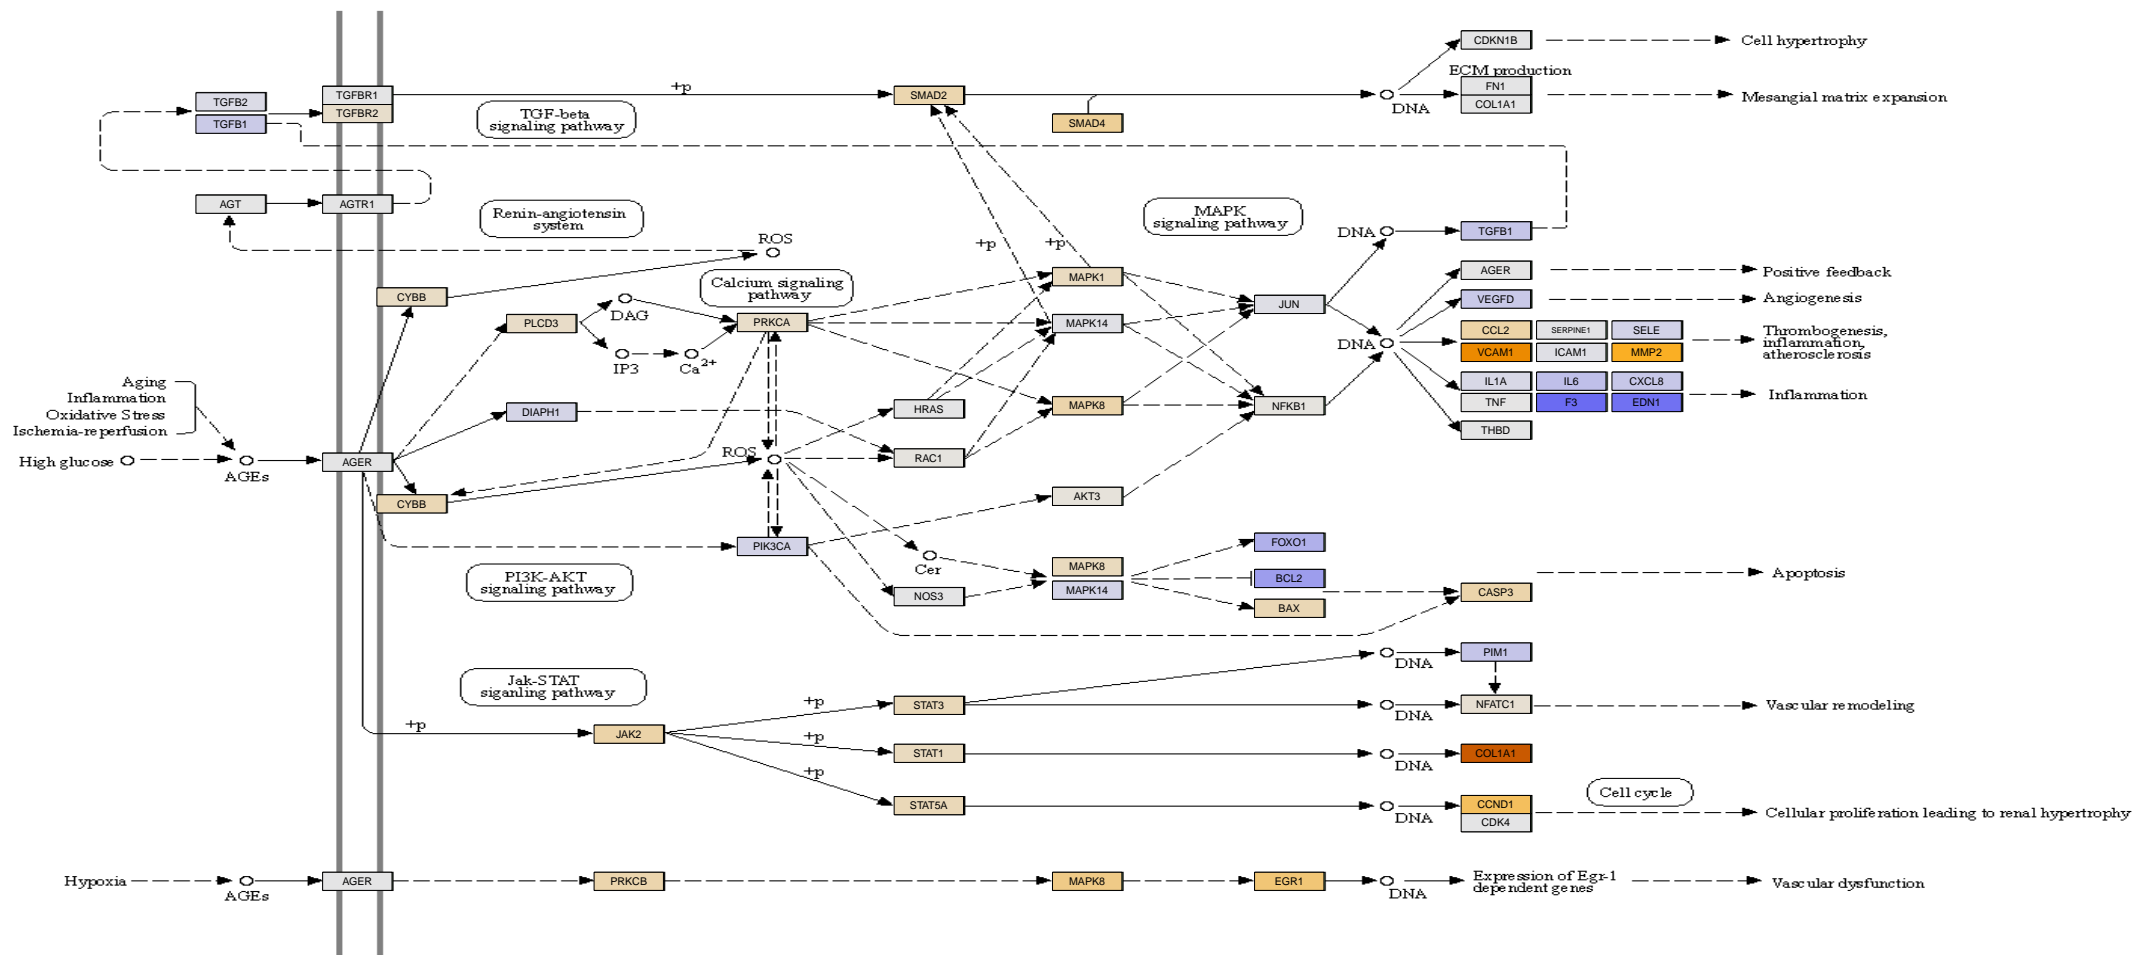 CDKN1B
Cell hypertrophy
ECM production
TGFB2
TGFBR1
+p
SMAD2
FN1
TGFB1
TGFBR2
TGF-beta
signaling pathway
SMAD4
DNA
COL1A1
Mesangial matrix expansion
AGT
AGTR1
Renin-angiotensin
system
MAPK
signaling pathway
ROS
+p
+p
DNA
TGFB1
CYBB
Calcium signaling
pathway
MAPK1
AGER
Positive feedback
PLCD3
DAG
PRKCA
MAPK14
JUN
VEGFD
Angiogenesis
IP3
Ca2+
DNA
CCL2
SERPINE1
SELE
VCAM1
ICAM1
MMP2
Thrombogenesis,
inflammation,
atherosclerosis
Aging
Inflammation
Oxidative Stress
Ischemia-reperfusion
DIAPH1
HRAS
MAPK8
NFKB1
IL1A
IL6
CXCL8
TNF
F3
EDN1
Inflammation
THBD
High glucose
AGEs
AGER
ROS
RAC1
CYBB
AKT3
PIK3CA
PI3K-AKT
signaling pathway
Cer
NOS3
MAPK8
MAPK14
FOXO1
BCL2
BAX
CASP3
Apoptosis
Jak-STAT
siganling pathway
DNA
PIM1
+p
JAK2
+p
STAT3
DNA
NFATC1
Vascular remodeling
+p
STAT1
DNA
COL1A1
+p
STAT5A
DNA
CCND1
CDK4
Cell cycle
Cellular proliferation leading to renal hypertrophy
Hypoxia
AGEs
AGER
PRKCB
MAPK8
EGR1
DNA
Expression of Egr-1
dependent genes
Vascular dysfunction